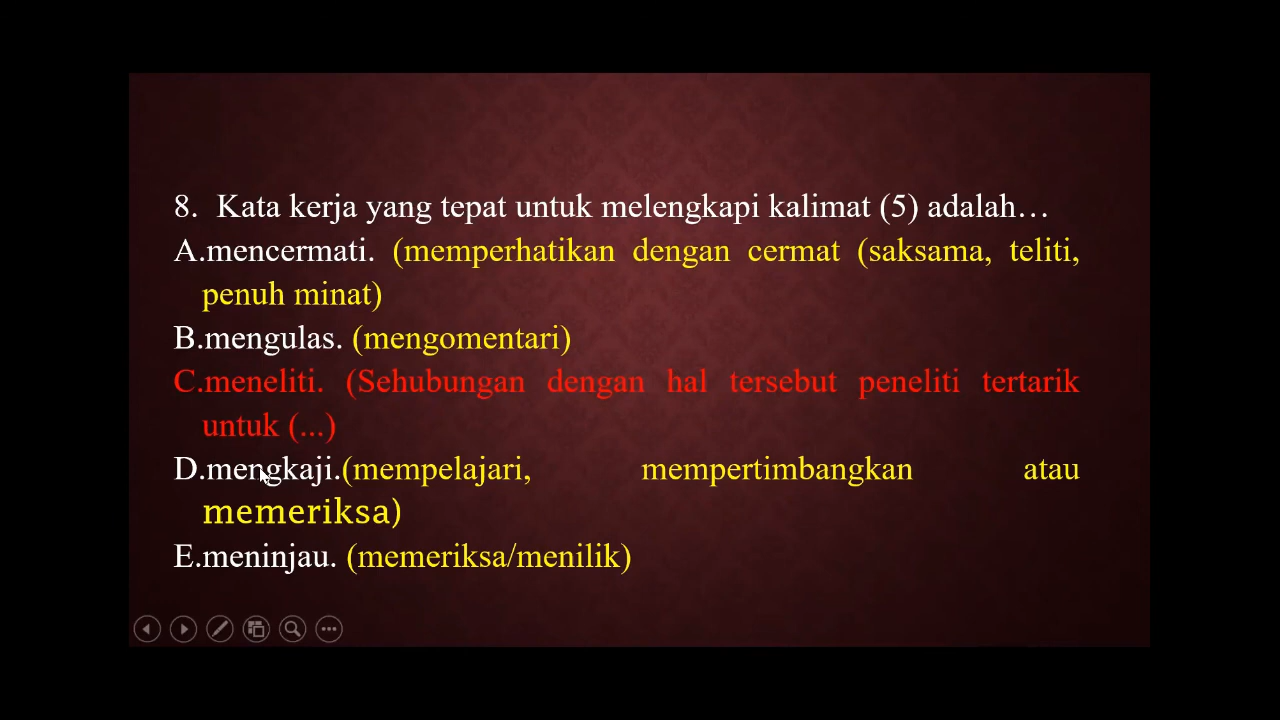 8. Kata kerja yang tepat untuk melengkapi kalimat (5) adalah…
A.mencermati. (memperhatikan dengan cermat (saksama, teliti,
penuh minat)
B.mengulas. (mengomentari)
C.meneliti. (Sehubungan dengan hal tersebut peneliti tertarik
untuk (...)
D.mengkaji.(mempelajari, mempertimbangkan atau
memeriksa)
E.meninjau. (memeriksa/menilik)